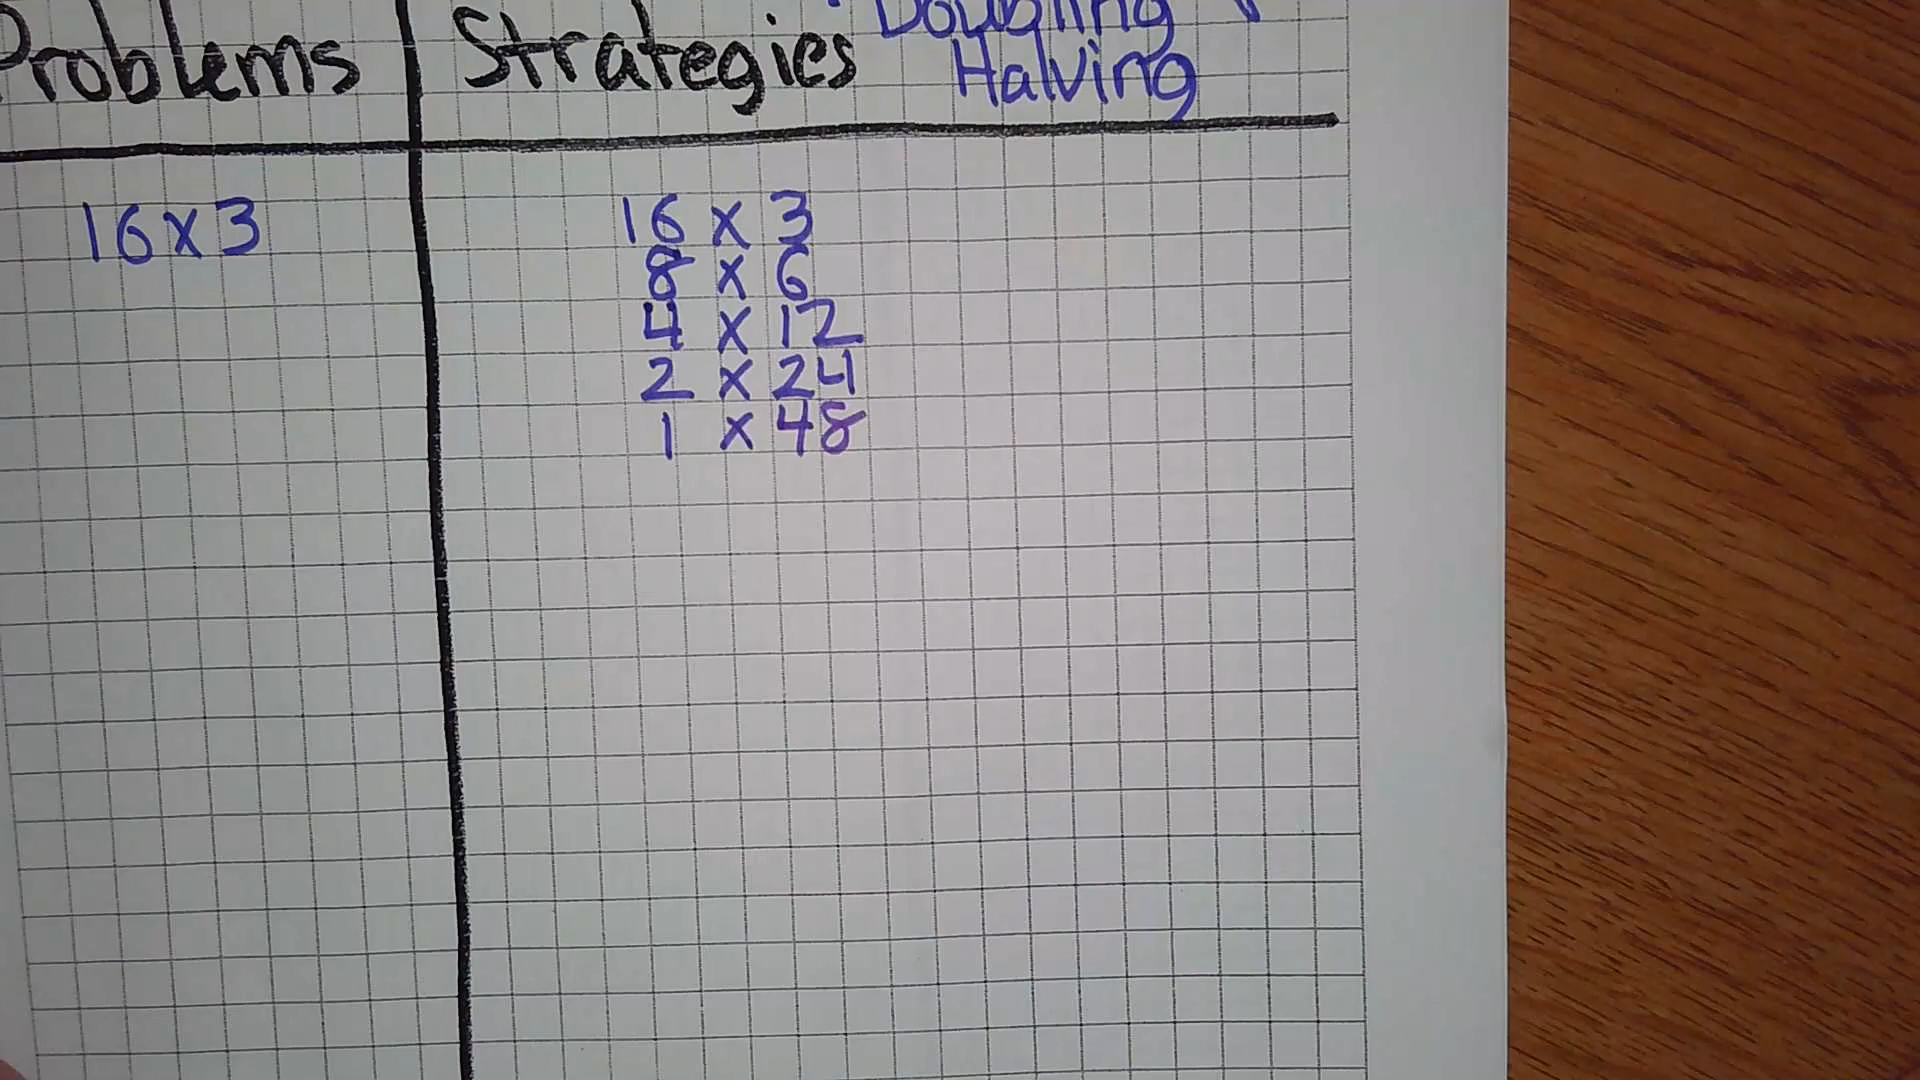 Problems Strategies Doubling
Halving
16 x 3
16 x 3
8 x 6
4 x 12
2 x 24
1 x 48